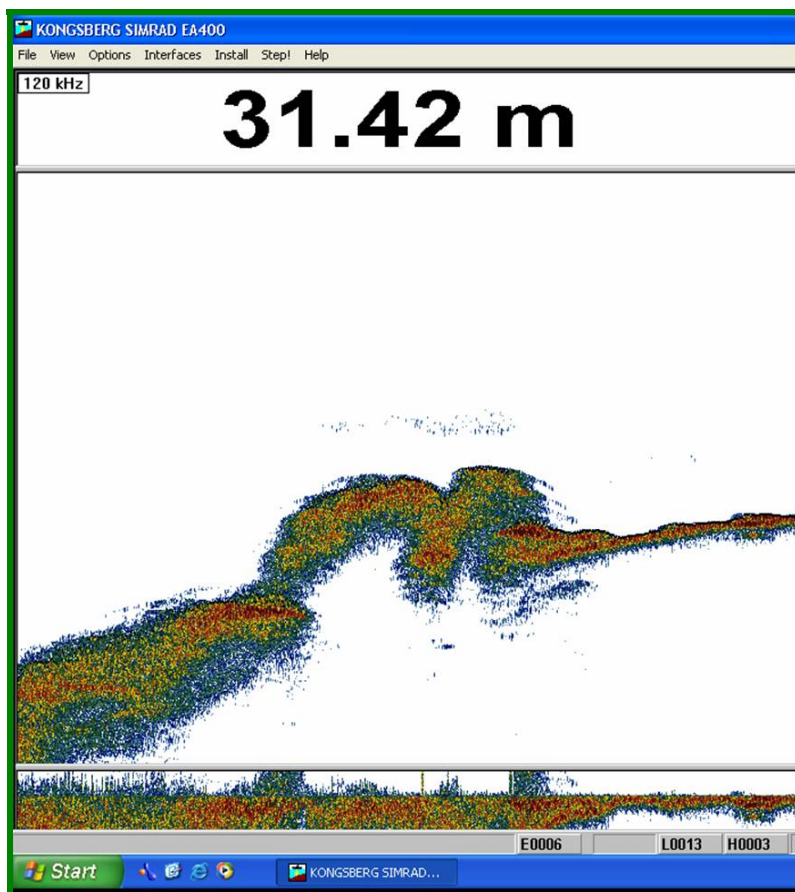 KONGSBERG SIMRAD EA400
File View Options Interfaces Install Step! Help
120 kHz
31.42 m
E0006 L0013 H0003
Start KONGSBERG SIMRAD...